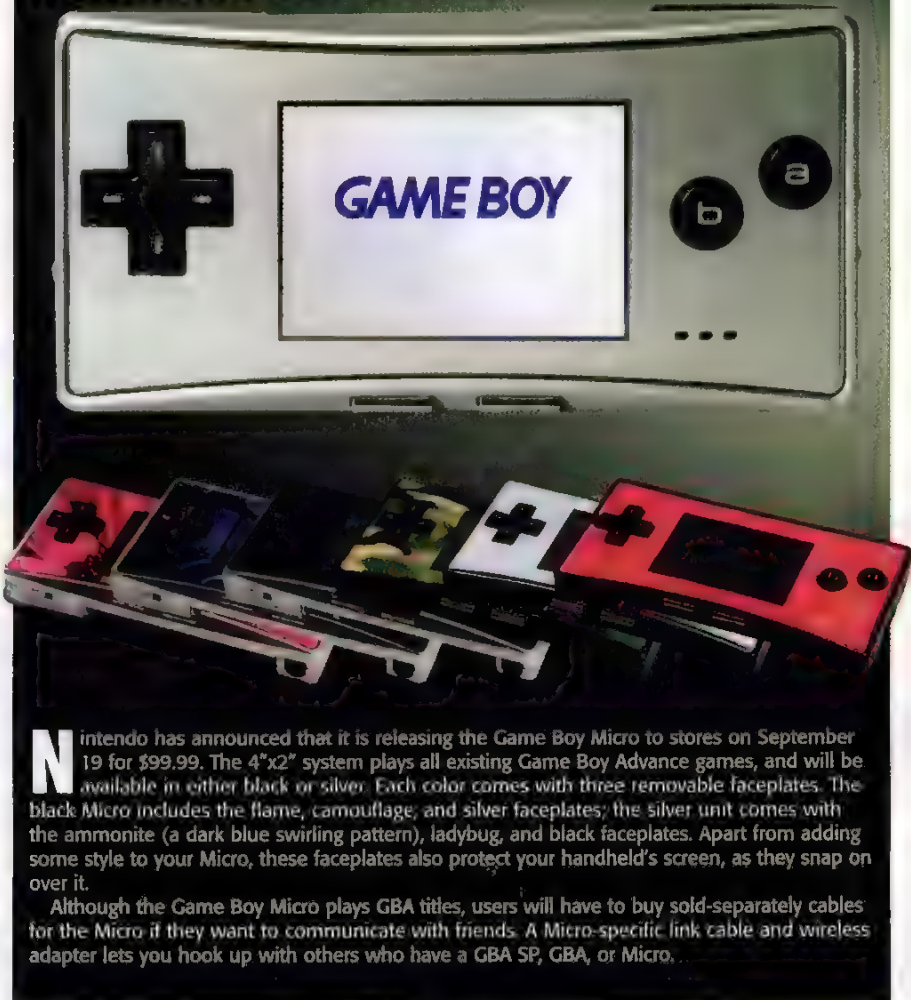 GAME BOY
a
b
Nintendo has announced that it is releasing the Game Boy Micro to stores on September
19 for $99.99. The 4"x2" system plays all existing Game Boy Advance games, and will be
available in either black or silver. Each color comes with three removable faceplates. The
black Micro includes the flame, camouflage, and silver faceplates; the silver unit comes with
the ammonite (a dark blue swirling pattern), ladybug, and black faceplates. Apart from adding
some style to your Micro, these faceplates also protect your handheld's screen, as they snap on
over it.
Although the Game Boy Micro plays GBA titles, users will have to buy sold-separately cables
for the Micro if they want to communicate with friends. A Micro-specific link cable and wireless
adapter lets you hook up with others who have a GBA SP, GBA, or Micro.